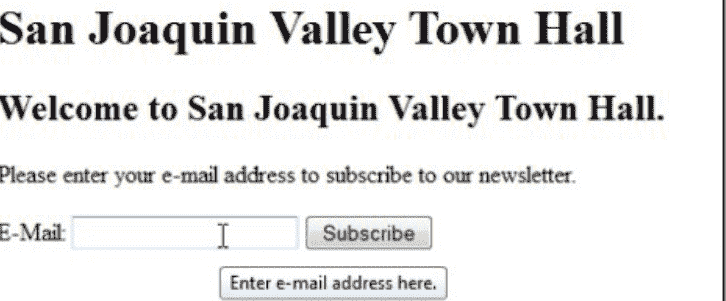 San Joaquin Valley Town Hall
Welcome to San Joaquin Valley Town Hall.
Please enter your e-mail address to subscribe to our newsletter.
E-Mail: Subscribe
Enter e-mail address here.